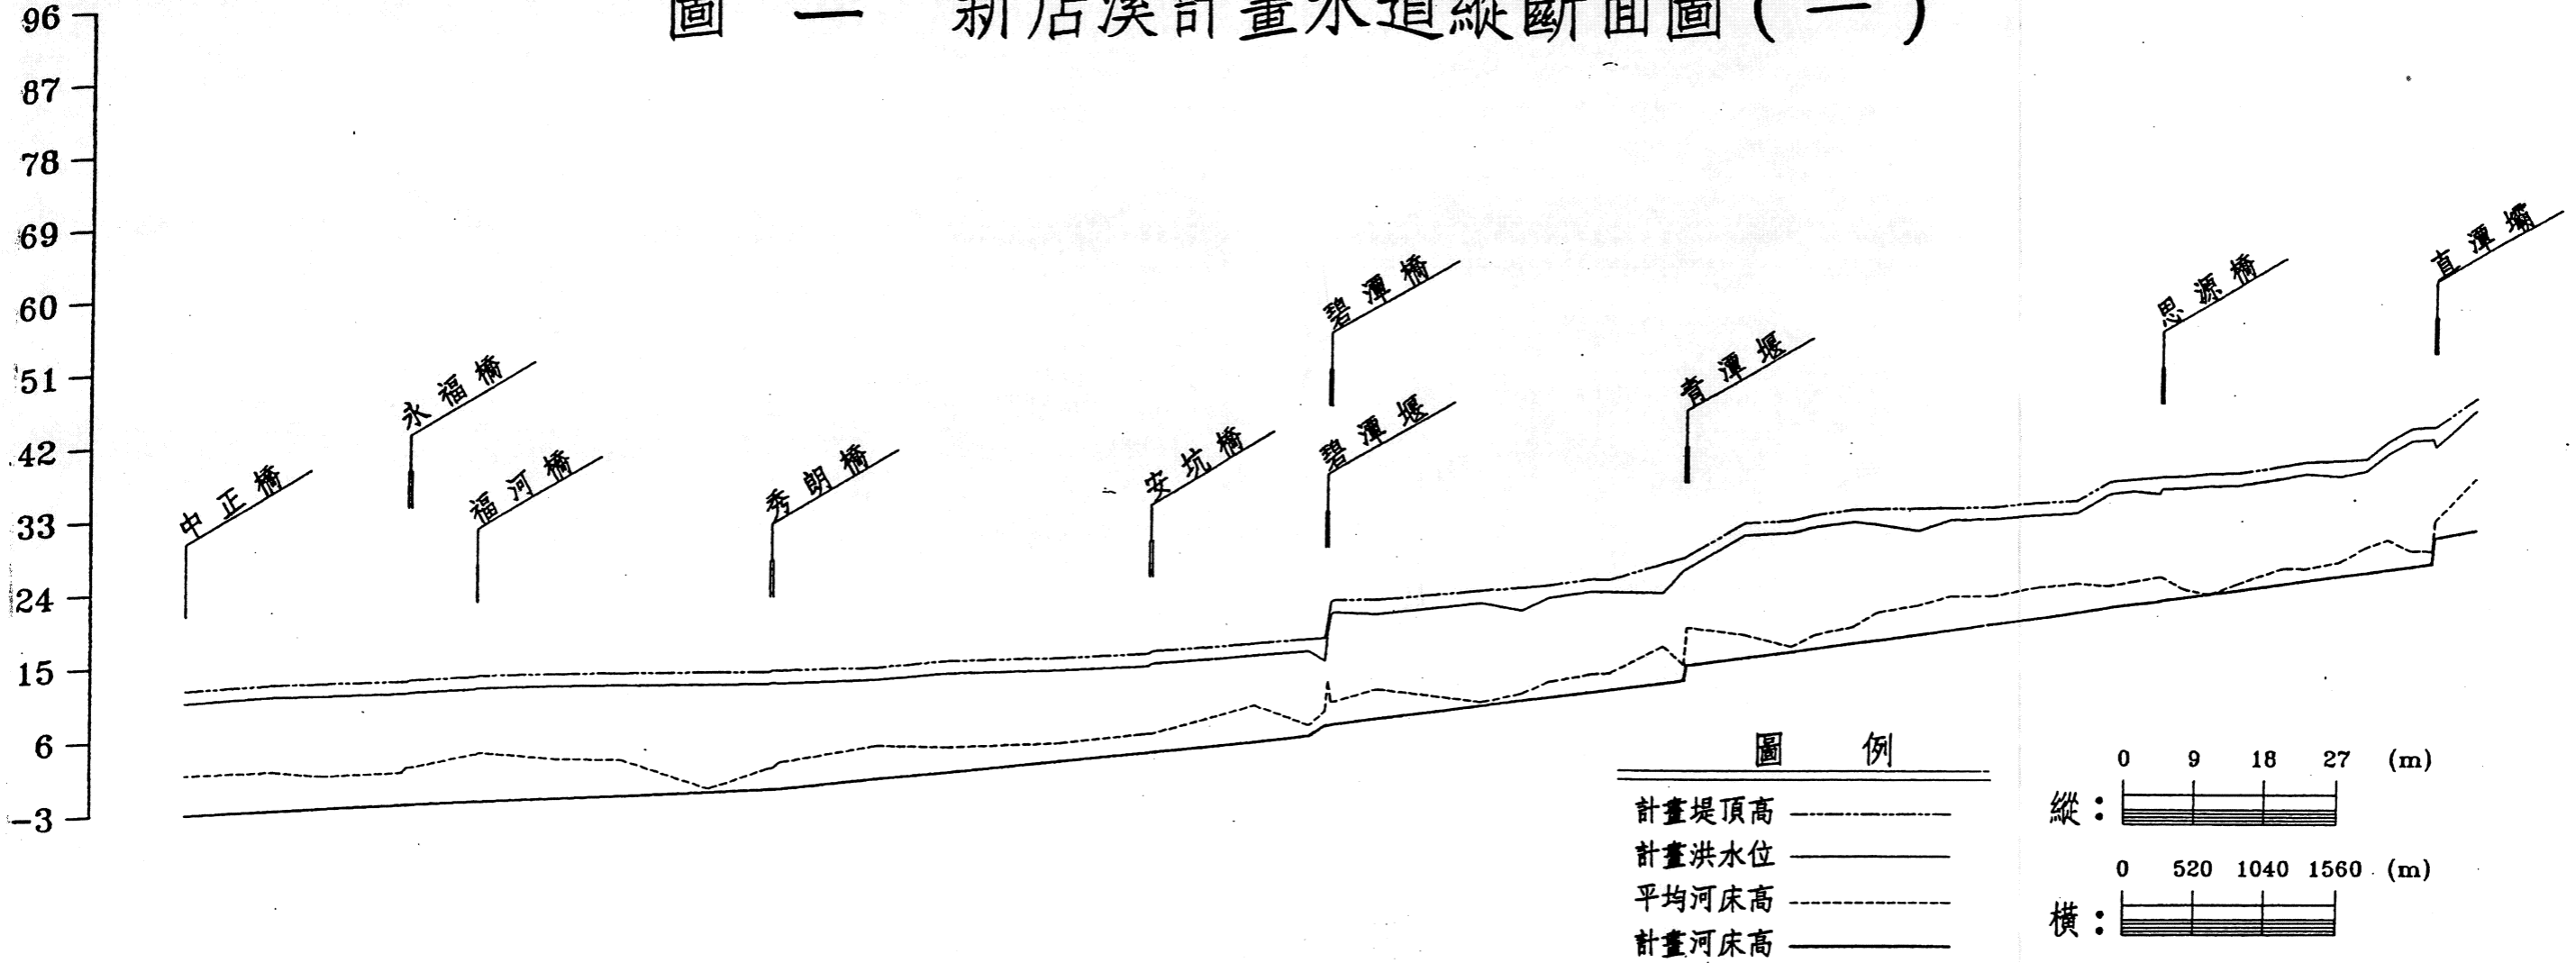 圖 二 新店溪計畫水道縱斷面圖(一)
96
87
78
69
60
51
42
33
24
15
6
-3
中正橋
永福橋
福河橋
秀朗橋
安坑橋
碧潭橋
碧潭堰
青潭堰
思源橋
直潭壩
圖 例
計畫堤頂高
計畫洪水位
平均河床高
計畫河床高
0 9 18 27 (m)
縱:
0 520 1040 1560 (m)
橫: